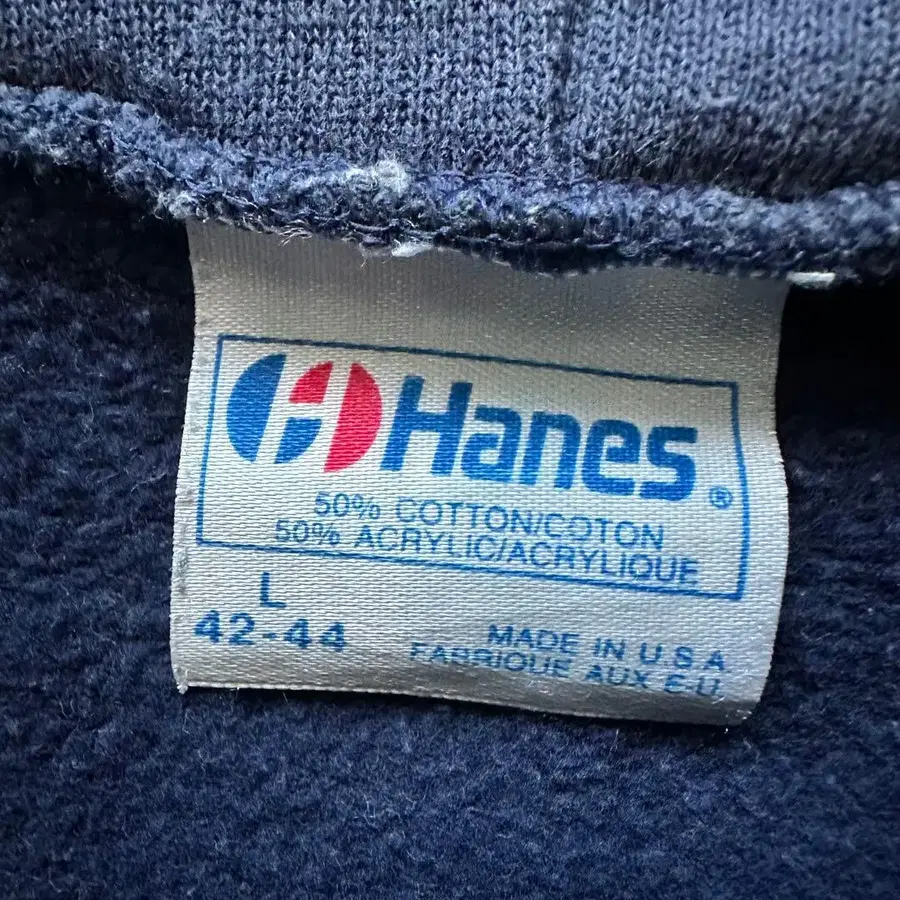 Hanes®
50% COTTON/COTON
50% ACRYLIC/ACRYLIQUE
L
42-44
MADE IN U.S.A
FABRIQUE AUX E-U.